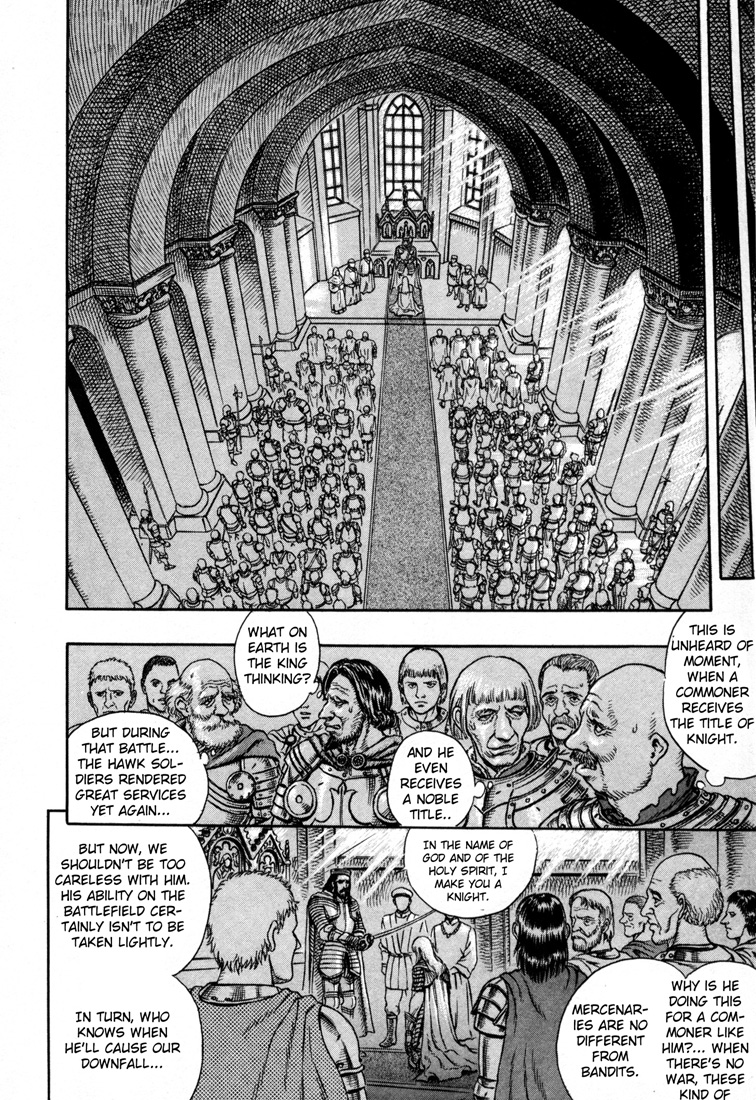 THIS IS
UNHEARD OF
MOMENT,
WHEN A
COMMONER
RECEIVES
THE TITLE OF
KNIGHT.
AND HE
EVEN
RECEIVES
A NOBLE
TITLE..
WHAT ON
EARTH IS
THE KING
THINKING?
BUT DURING
THAT BATTLE...
THE HAWK SOL-
DIERS RENDERED
GREAT SERVICES
YET AGAIN...
WHY IS HE
DOING THIS
FOR A COM-
MONER LIKE
HIM?... WHEN
THERE'S NO
WAR, THESE
KIND OF
MERCENAR-
IES ARE NO
DIFFERENT
FROM
BANDITS.
IN THE NAME OF
GOD AND OF THE
HOLY SPIRIT, I
MAKE YOU A
KNIGHT.
BUT NOW, WE
SHOULDN'T BE TOO
CARELESS WITH HIM.
HIS ABILITY ON THE
BATTLEFIELD CER-
TAINLY ISN'T TO BE
TAKEN LIGHTLY.
IN TURN, WHO
KNOWS WHEN
HE'LL CAUSE OUR
DOWNFALL...